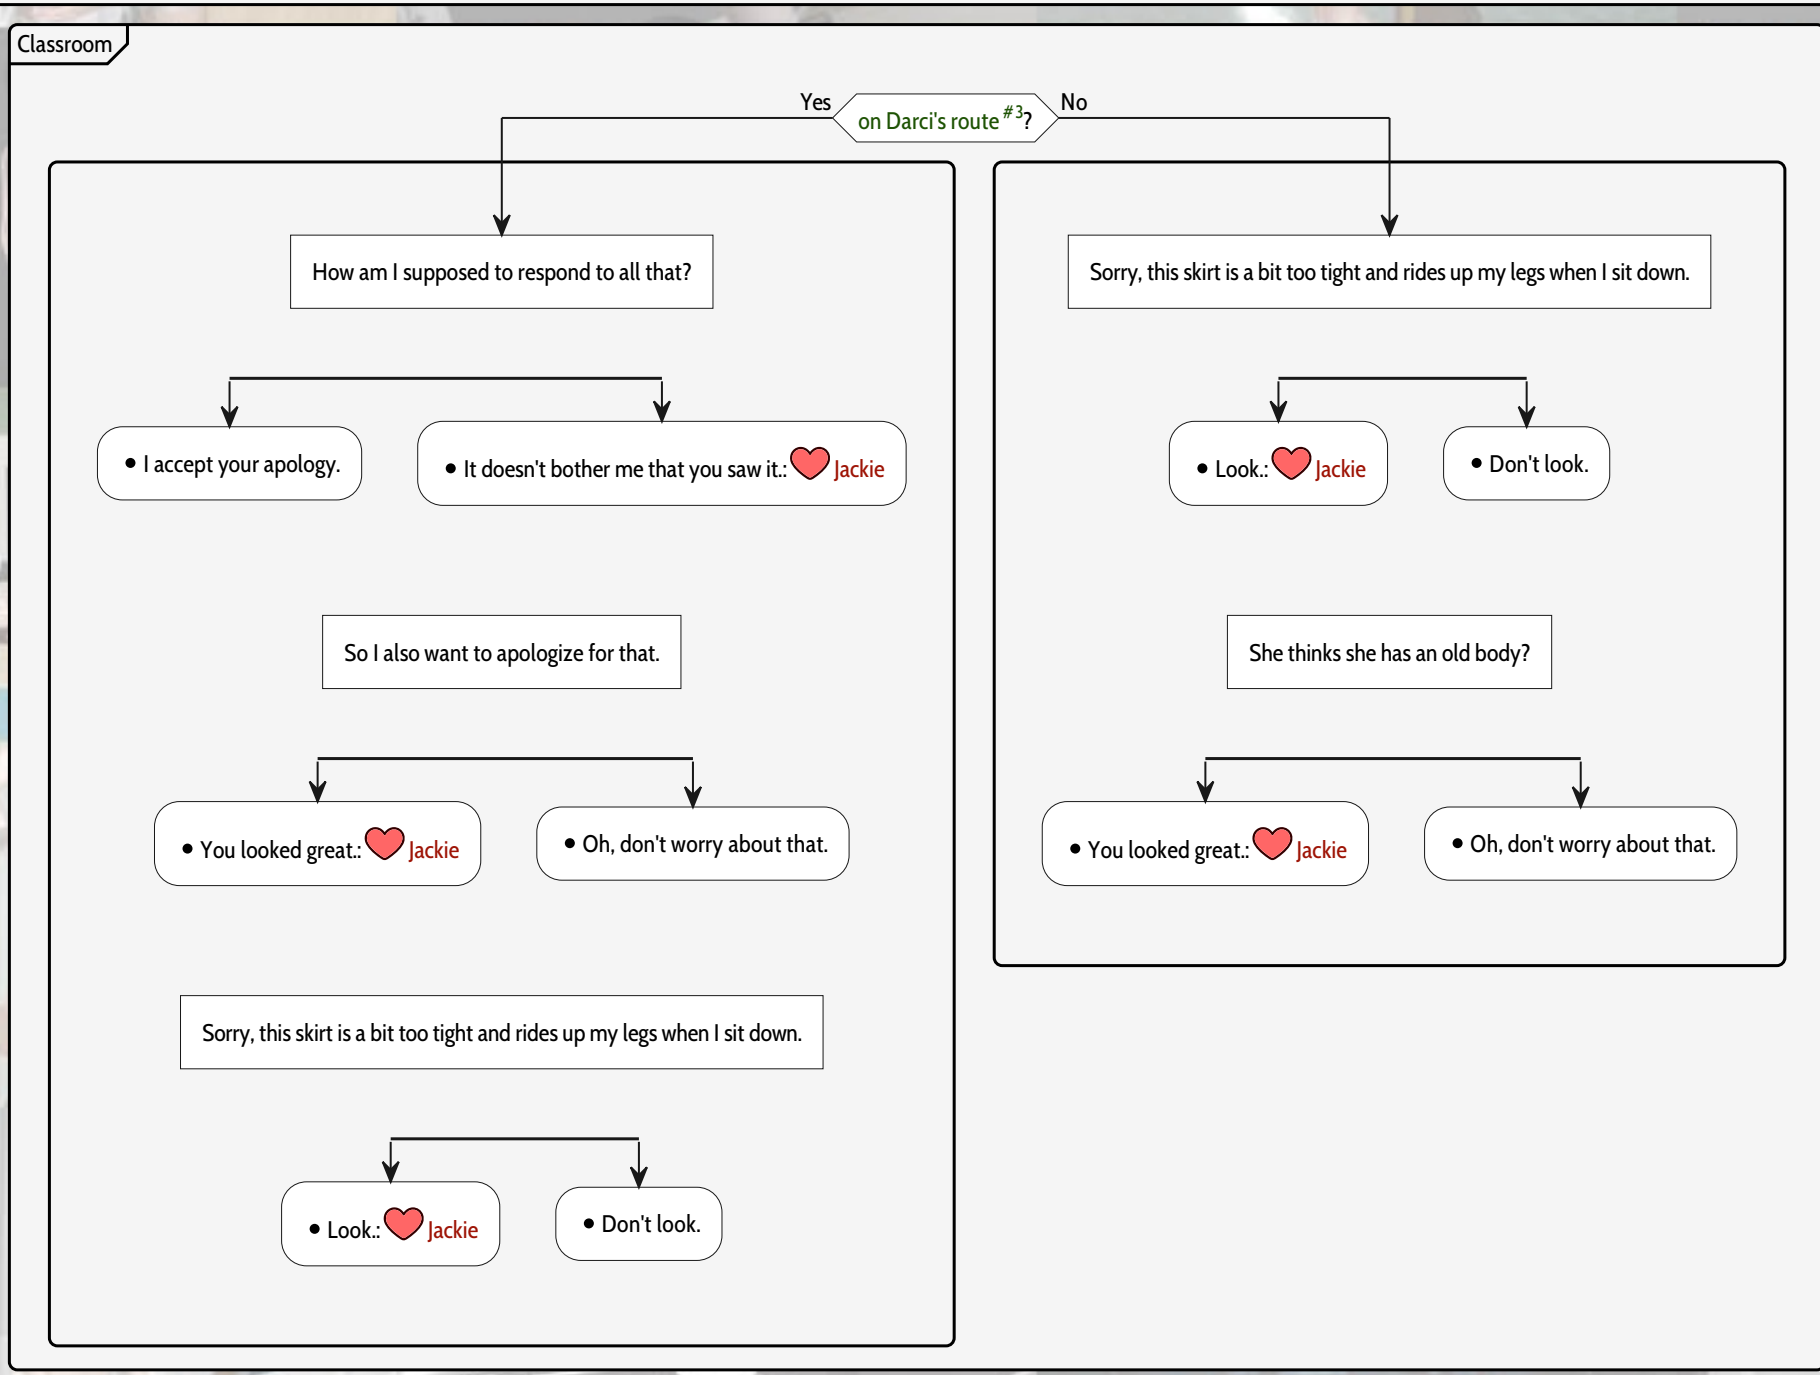 Classroom
Yes
on Darci's route #3?
No
How am I supposed to respond to all that?
• I accept your apology.
• It doesn't bother me that you saw it.: Jackie
So I also want to apologize for that.
• You looked great.: Jackie
• Oh, don't worry about that.
Sorry, this skirt is a bit too tight and rides up my legs when I sit down.
• Look.: Jackie
• Don't look.
Sorry, this skirt is a bit too tight and rides up my legs when I sit down.
• Look.: Jackie
• Don't look.
She thinks she has an old body?
• You looked great.: Jackie
• Oh, don't worry about that.